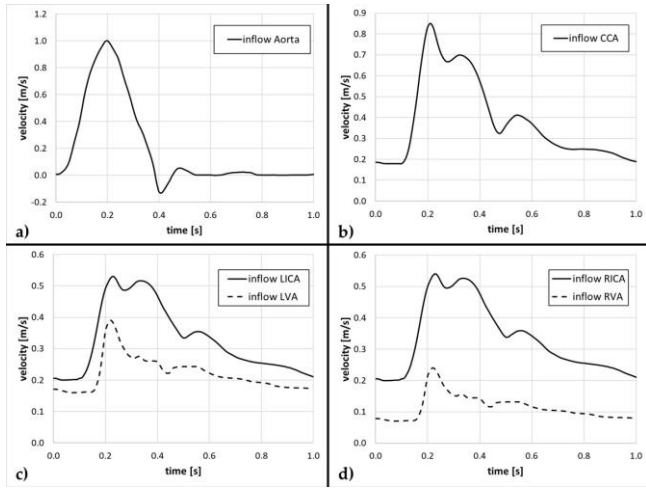 1.2
1.0
0.8
0.6
0.4
0.2
0.0
-0.2
velocity [m/s]
inflow Aorta
0.0 0.2 0.4 0.6 0.8 1.0
time [s]
a)
0.9
0.8
0.7
0.6
0.5
0.4
0.3
0.2
0.1
0.0
velocity [m/s]
inflow CCA
0.0 0.2 0.4 0.6 0.8 1.0
time [s]
b)
0.6
0.5
0.4
0.3
0.2
0.1
0.0
velocity [m/s]
inflow LICA
inflow LVA
0.0 0.2 0.4 0.6 0.8 1.0
time [s]
c)
0.6
0.5
0.4
0.3
0.2
0.1
0.0
velocity [m/s]
inflow RICA
inflow RVA
0.0 0.2 0.4 0.6 0.8 1.0
time [s]
d)